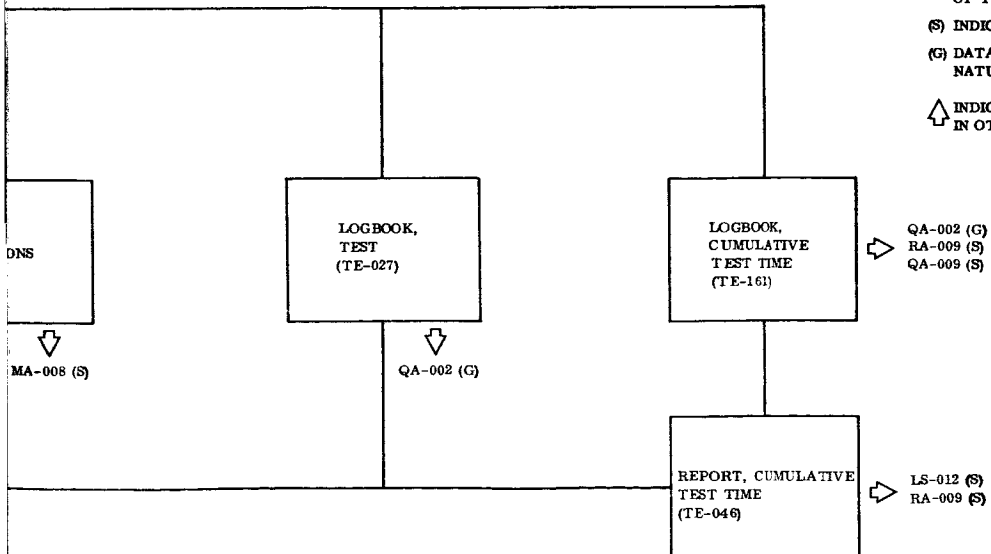 (S) INDIC
(G) DATA
NATU
INDIC
IN OT
ONS
LOGBOOK,
TEST
(TE-027)
LOGBOOK,
CUMULATIVE
TEST TIME
(TE-161)
QA-002 (G)
RA-009 (S)
QA-009 (S)
MA-008 (S)
QA-002 (G)
REPORT, CUMULATIVE
TEST TIME
(TE-046)
LS-012 (S)
RA-009 (S)